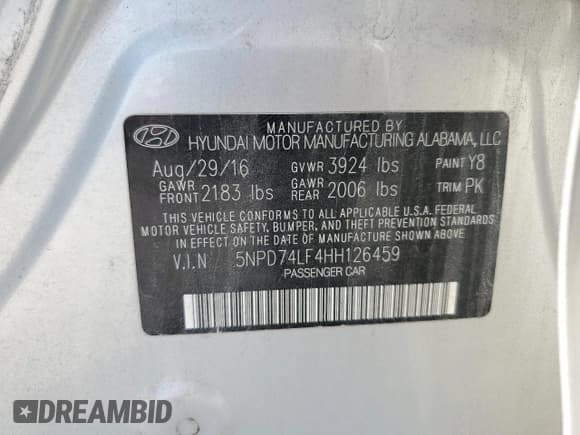 MANUFACTURED BY
HYUNDAI MOTOR MANUFACTURING ALABAMA, LLC
Aug/29/16 GVWR 3924 lbs PAINT Y8
GAWR FRONT 2183 lbs GAWR REAR 2006 lbs TRIM PK
THIS VEHICLE CONFORMS TO ALL APPLICABLE U.S.A. FEDERAL
MOTOR VEHICLE SAFETY, BUMPER, AND THEFT PREVENTION STANDARDS
IN EFFECT ON THE DATE OF MANUFACTURE SHOWN ABOVE
V.I.N 5NPD74LF4HH126459
PASSENGER CAR
DREAMBID